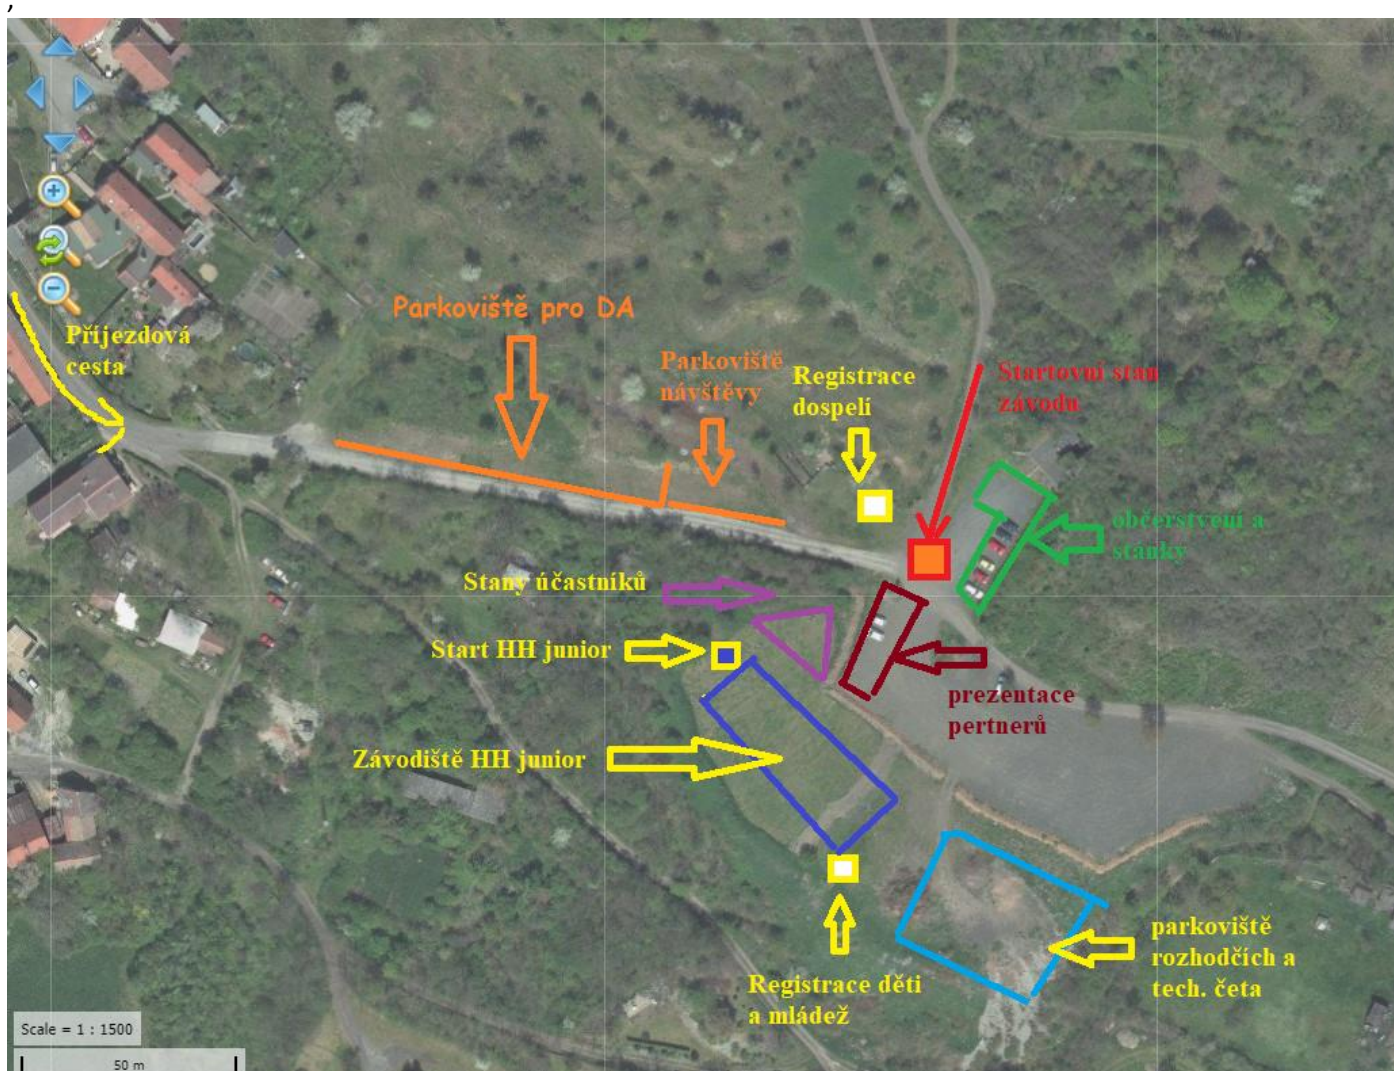 ,
Příjezdová
cesta
Parkoviště pro DA
Parkoviště
návštěvy
Registrace
dospelí
Startovní stan
závodu
občerstvení a
stánky
Stany účastníků
Start HH junior
prezentace
pertnerů
Závodiště HH junior
parkoviště
rozhodčích a
tech. četa
Registrace děti
a mládež
Scale = 1 : 1500
50 m